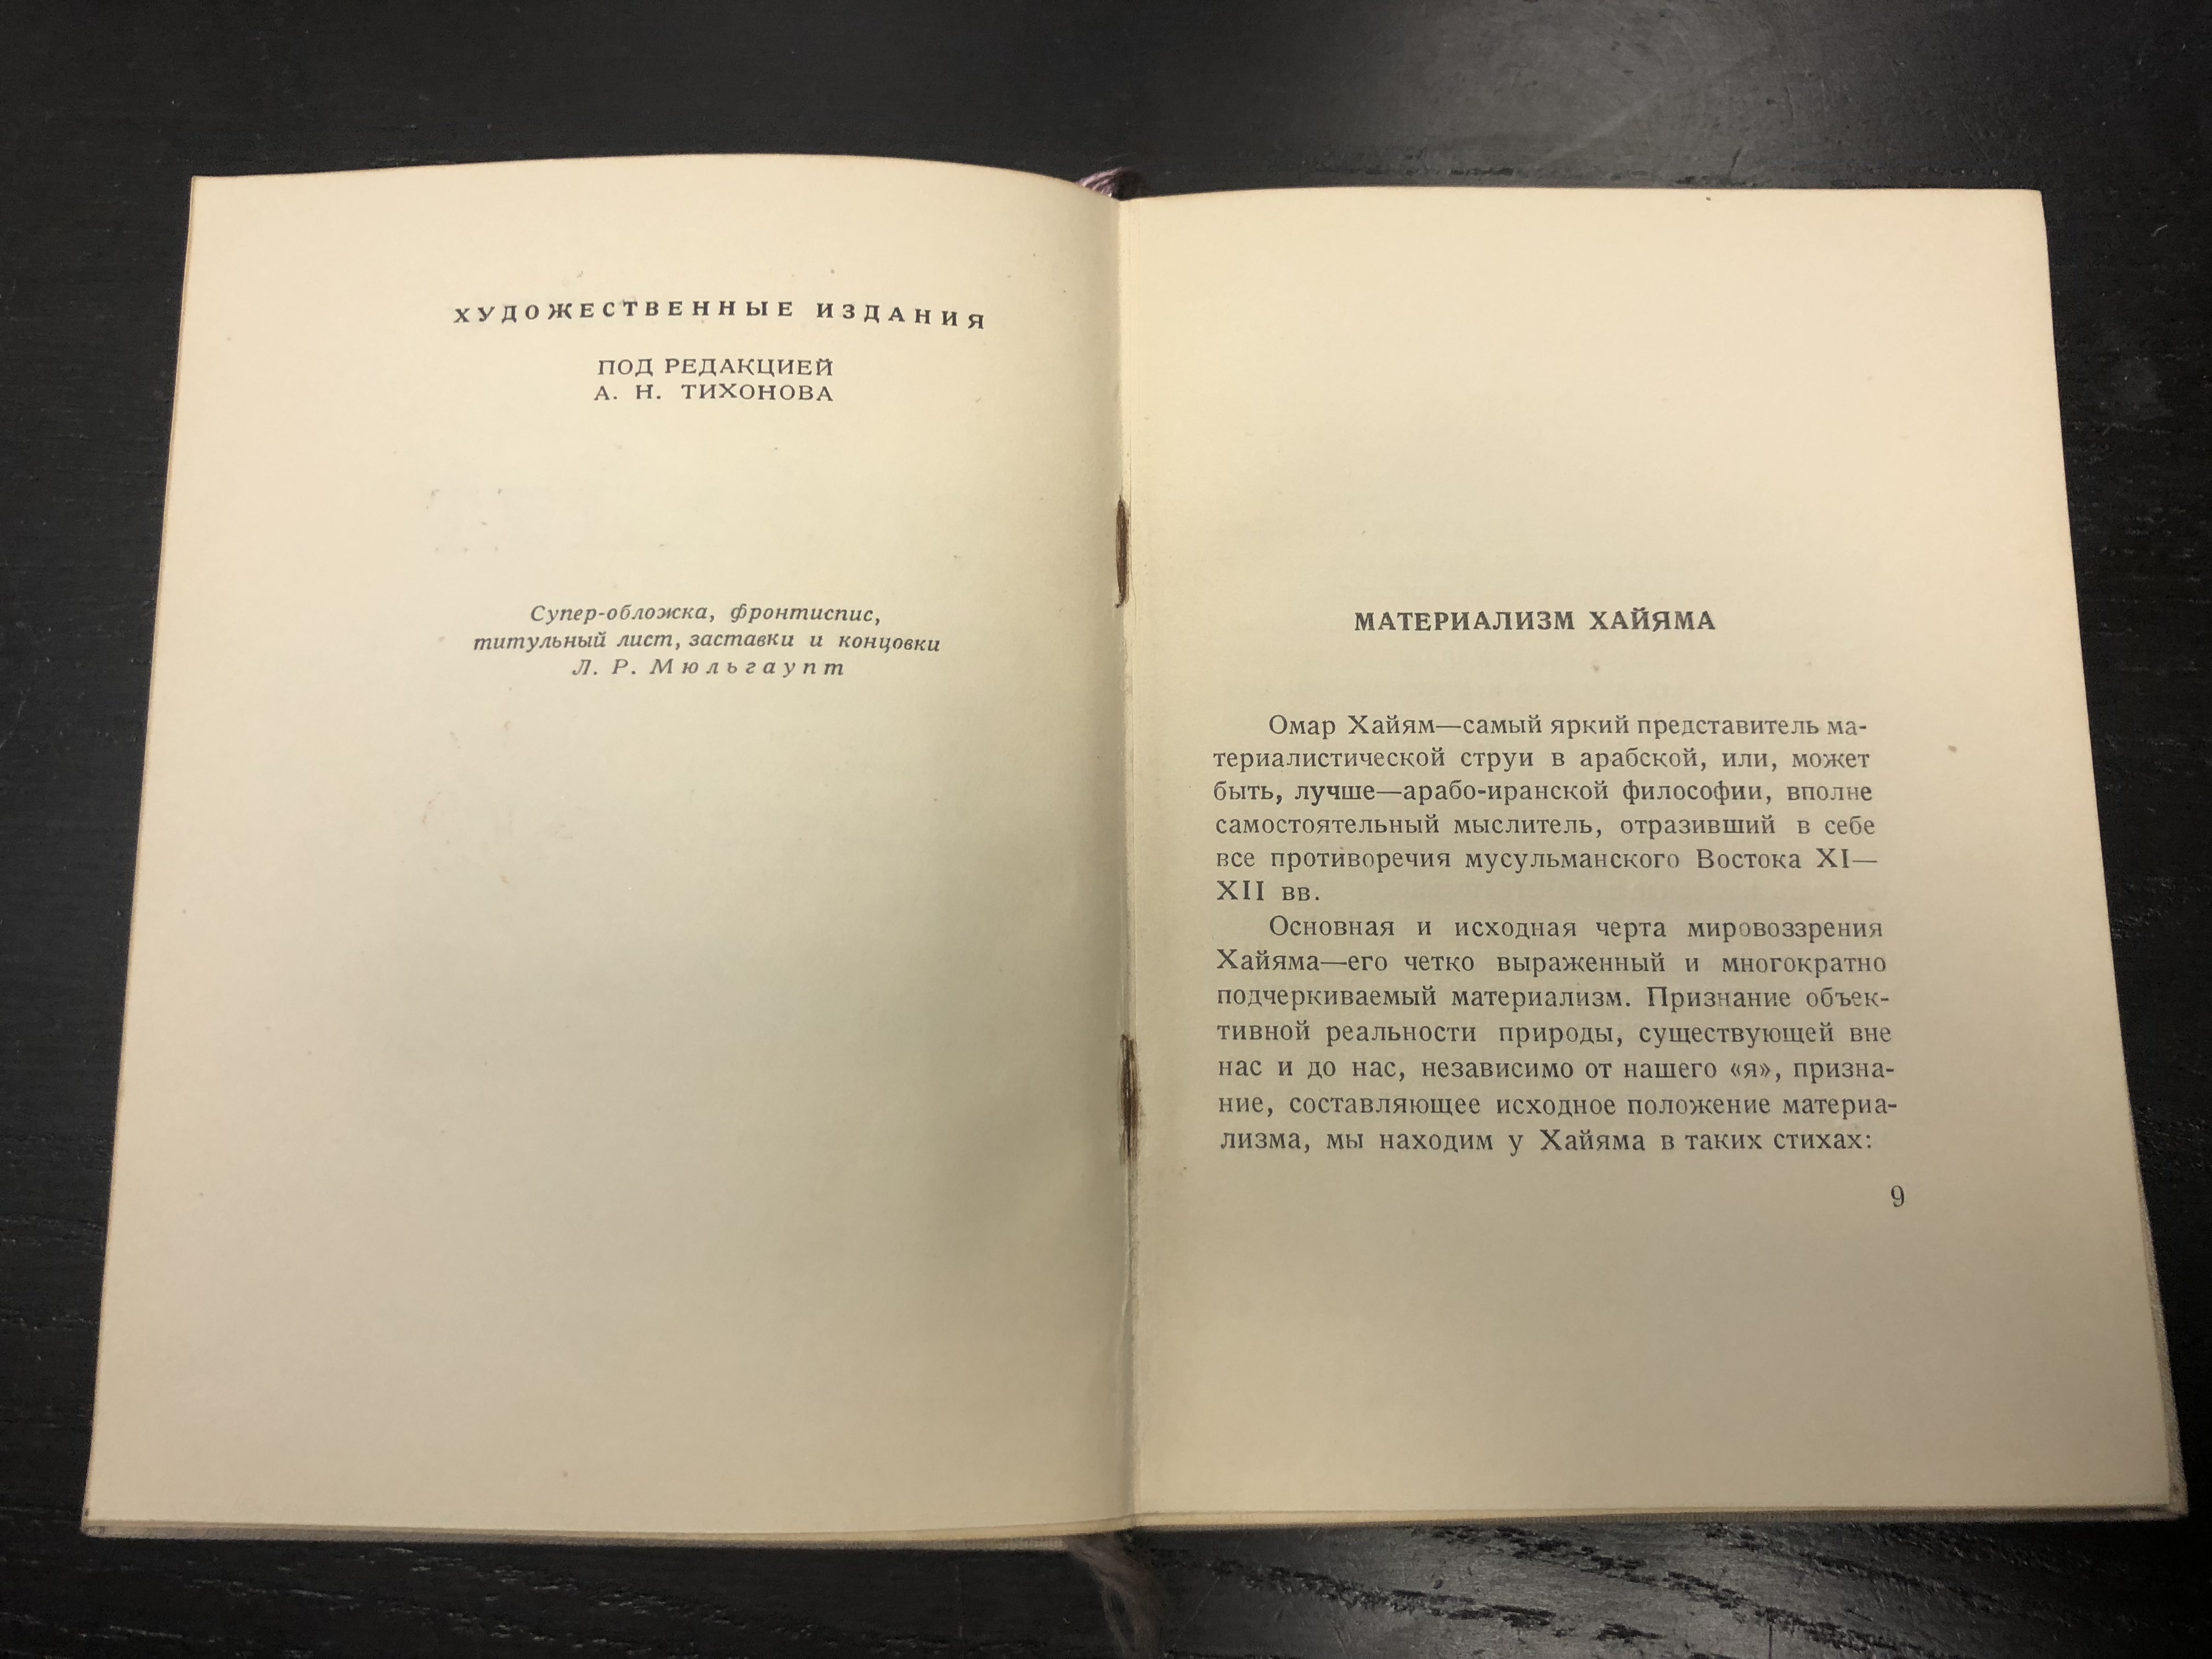 ХУДОЖЕСТВЕННЫЕ ИЗДАНИЯ
ПОД РЕДАКЦИЕЙ
А. Н. ТИХОНОВА
Супер-обложка, фронтиспис,
титульный лист, заставки и концовки
Л. Р. Мюльгаупт
МАТЕРИАЛИЗМ ХАЙЯМА
Омар Хайям—самый яркий представитель ма-
териалистической струи в арабской, или, может
быть, лучше—арабо-иранской философии, вполне
самостоятельный мыслитель, отразивший в себе
все противоречия мусульманского Востока XI—
XII вв.
Основная и исходная черта мировоззрения
Хайяма—его четко выраженный и многократно
подчеркиваемый материализм. Признание объек-
тивной реальности природы, существующей вне
нас и до нас, независимо от нашего «я», призна-
ние, составляющее исходное положение материа-
лизма, мы находим у Хайяма в таких стихах:
9